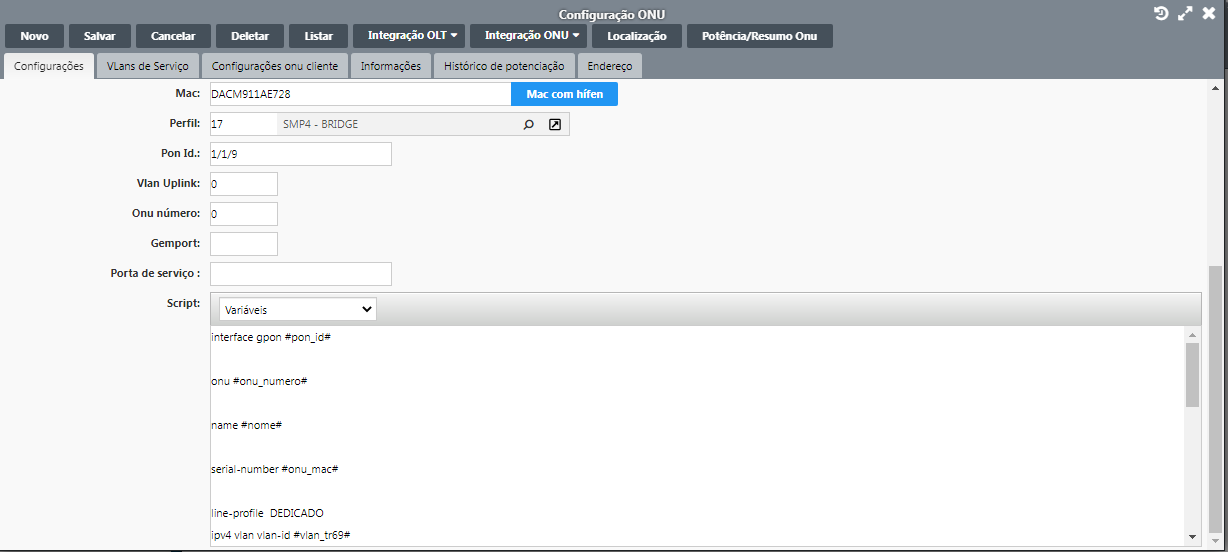 Configuração ONU
Novo Salvar Cancelar Deletar Listar Integração OLT Integração ONU Localização Potência/Resumo Onu
Configurações VLans de Serviço Configurações onu cliente Informações Histórico de potenciação Endereço
Mac: DACM911AE728 Mac com hífen
Perfil: 17 SMP4 - BRIDGE
Pon Id.: 1/1/9
Vlan Uplink: 0
Onu número: 0
Gemport:
Porta de serviço :
Script: Variáveis
interface gpon #pon_id#
onu #onu_numero#
name #nome#
serial-number #onu_mac#
line-profile DEDICADO
ipv4 vlan vlan-id #vlan_tr69#